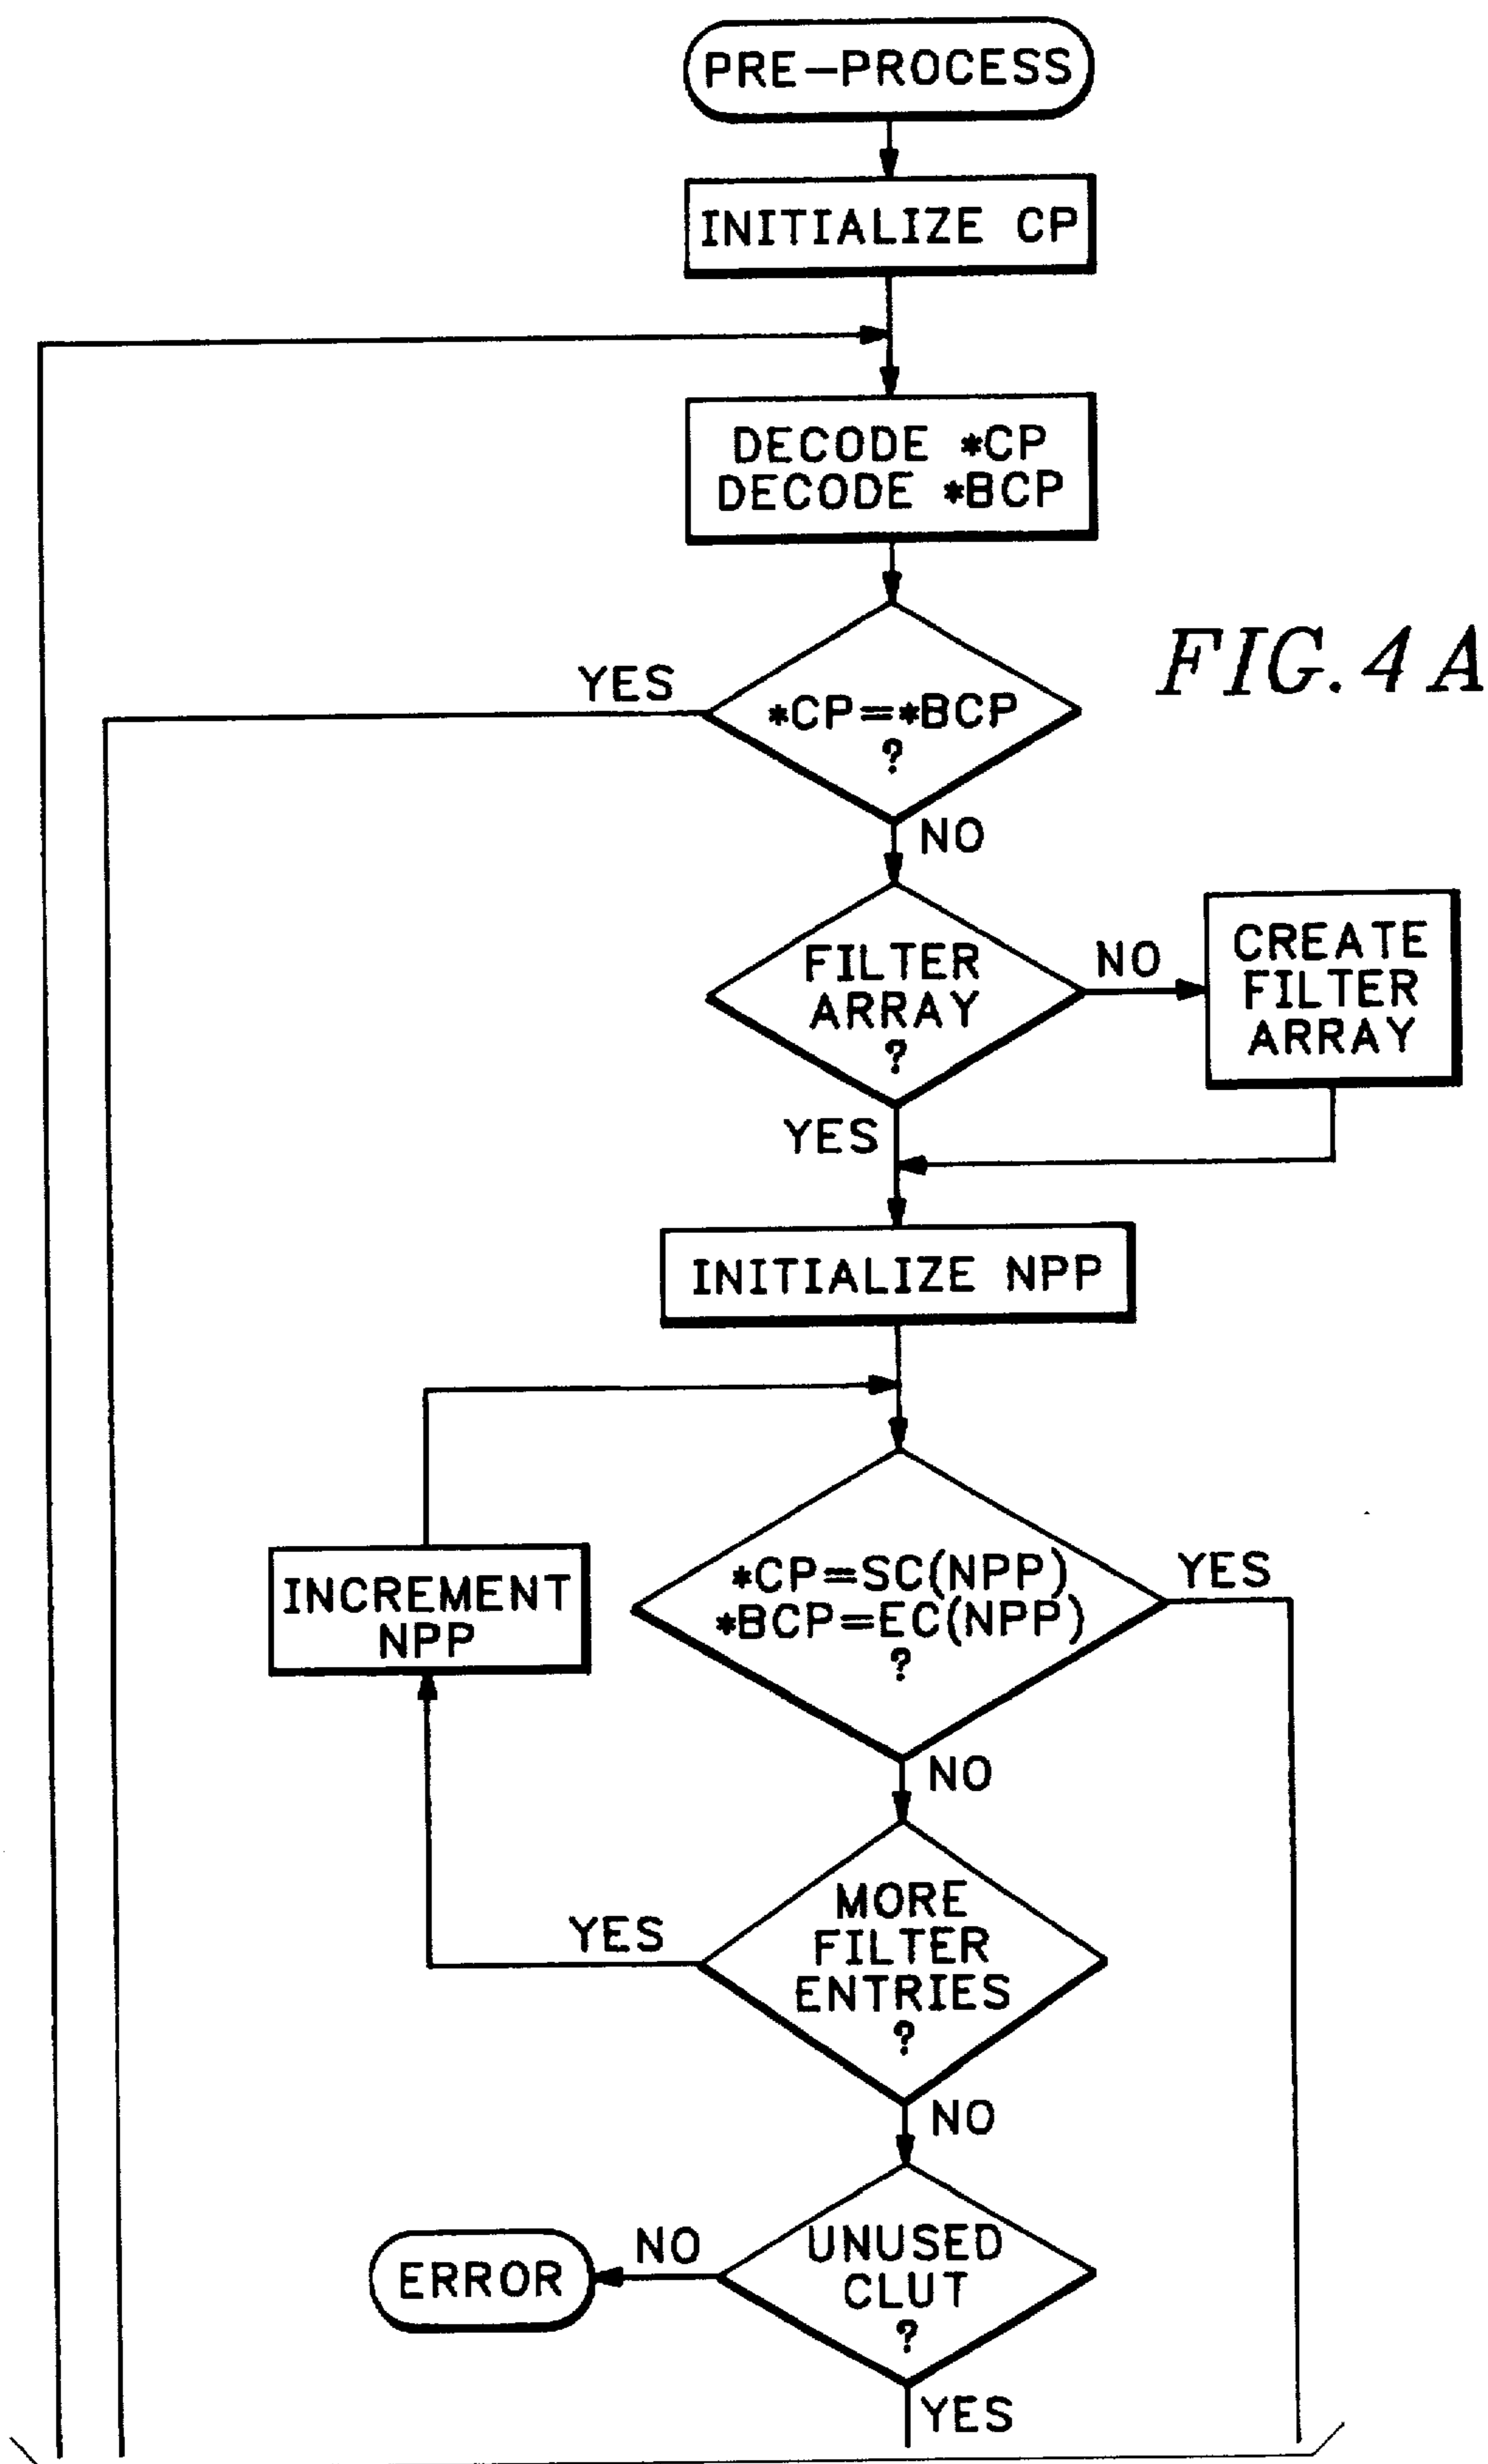 PRE-PROCESS
INITIALIZE CP
DECODE *CP
DECODE *BCP
FIG. 4 A
YES
*CP=*BCP
?
NO
FILTER
ARRAY
?
NO
CREATE
FILTER
ARRAY
YES
INITIALIZE NPP
INCREMENT
NPP
*CP=SC(NPP)
*BCP=EC(NPP)
?
YES
NO
MORE
FILTER
ENTRIES
?
YES
NO
UNUSED
CLUT
?
NO
ERROR
YES